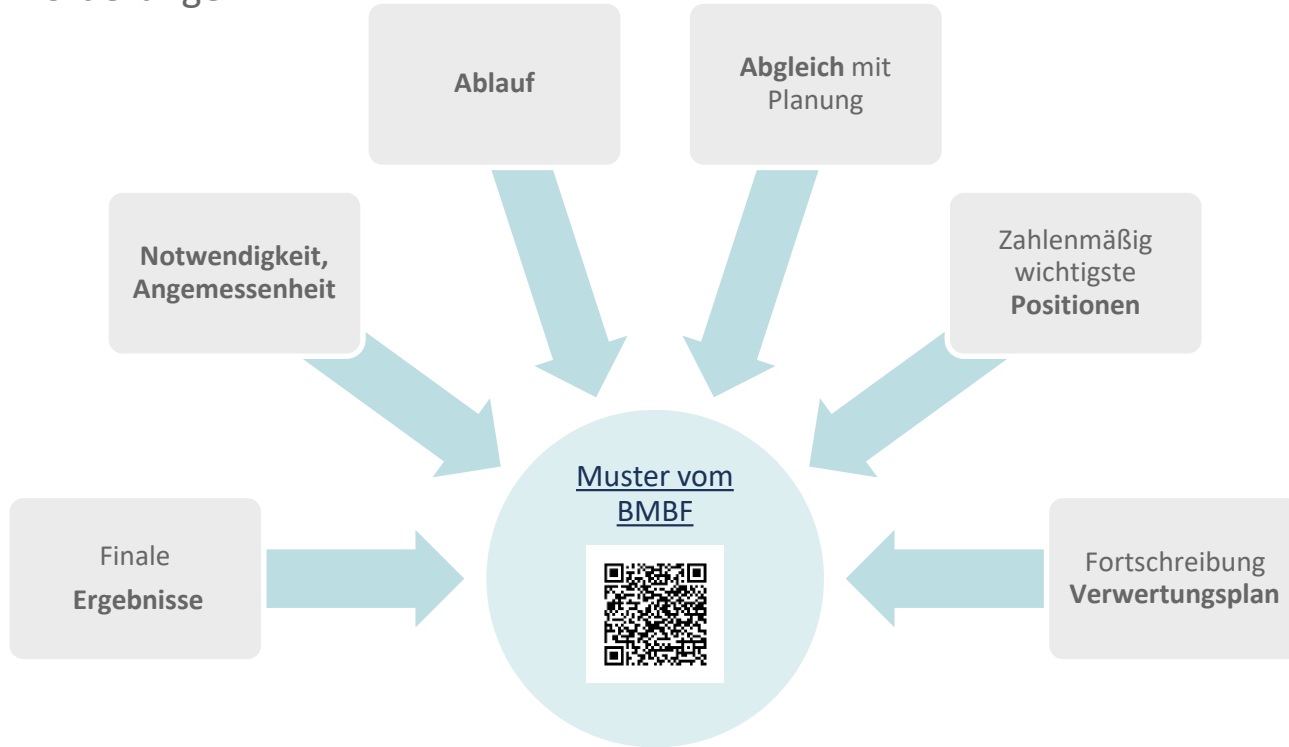 Ablauf
Abgleich mit
Planung
Notwendigkeit,
Angemessenheit
Zahlenmäßig
wichtigste
Positionen
Muster vom
BMBF
Finale
Ergebnisse
Fortschreibung
Verwertungsplan